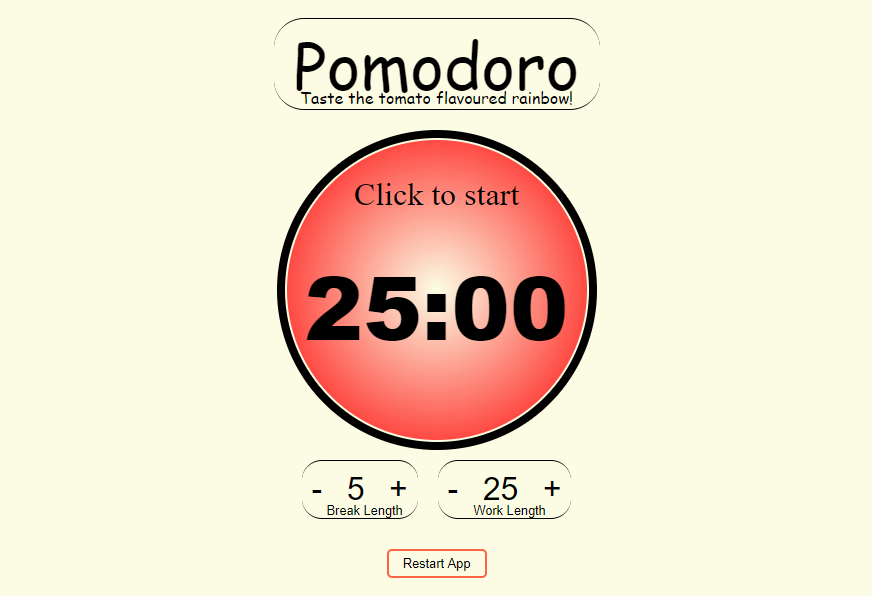 Pomodoro
Taste the tomato flavoured rainbow!
Click to start
25:00
- 5 + - 25 +
Break Length Work Length
Restart App